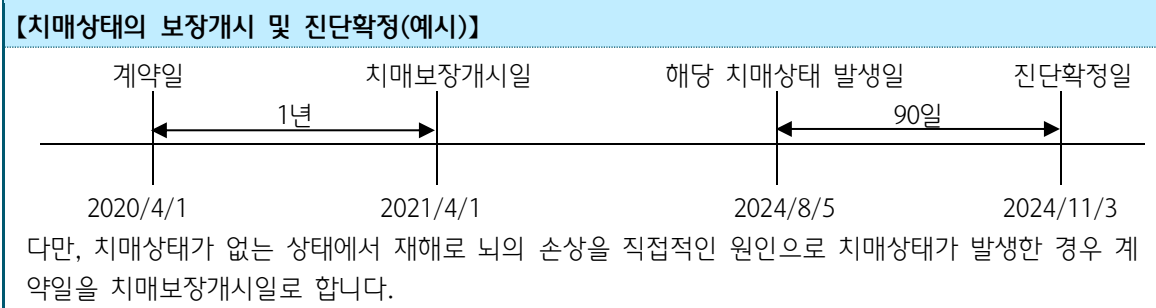 【치매상태의 보장개시 및 진단확정(예시)】
계약일 치매보장개시일 해당 치매상태 발생일 진단확정일
1년 90일
2020/4/1 2021/4/1 2024/8/5 2024/11/3
다만, 치매상태가 없는 상태에서 재해로 뇌의 손상을 직접적인 원인으로 치매상태가 발생한 경우 계
약일을 치매보장개시일로 합니다.